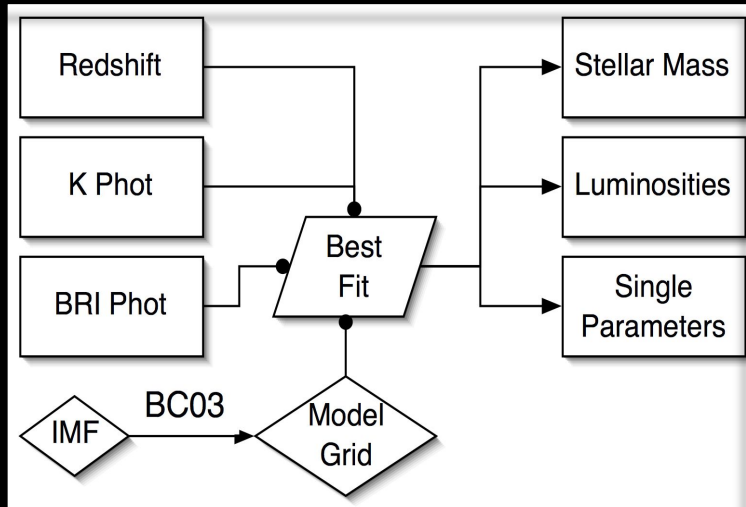 Redshift
K Phot
BRI Phot
IMF
BC03
Model
Grid
Best
Fit
Stellar Mass
Luminosities
Single
Parameters